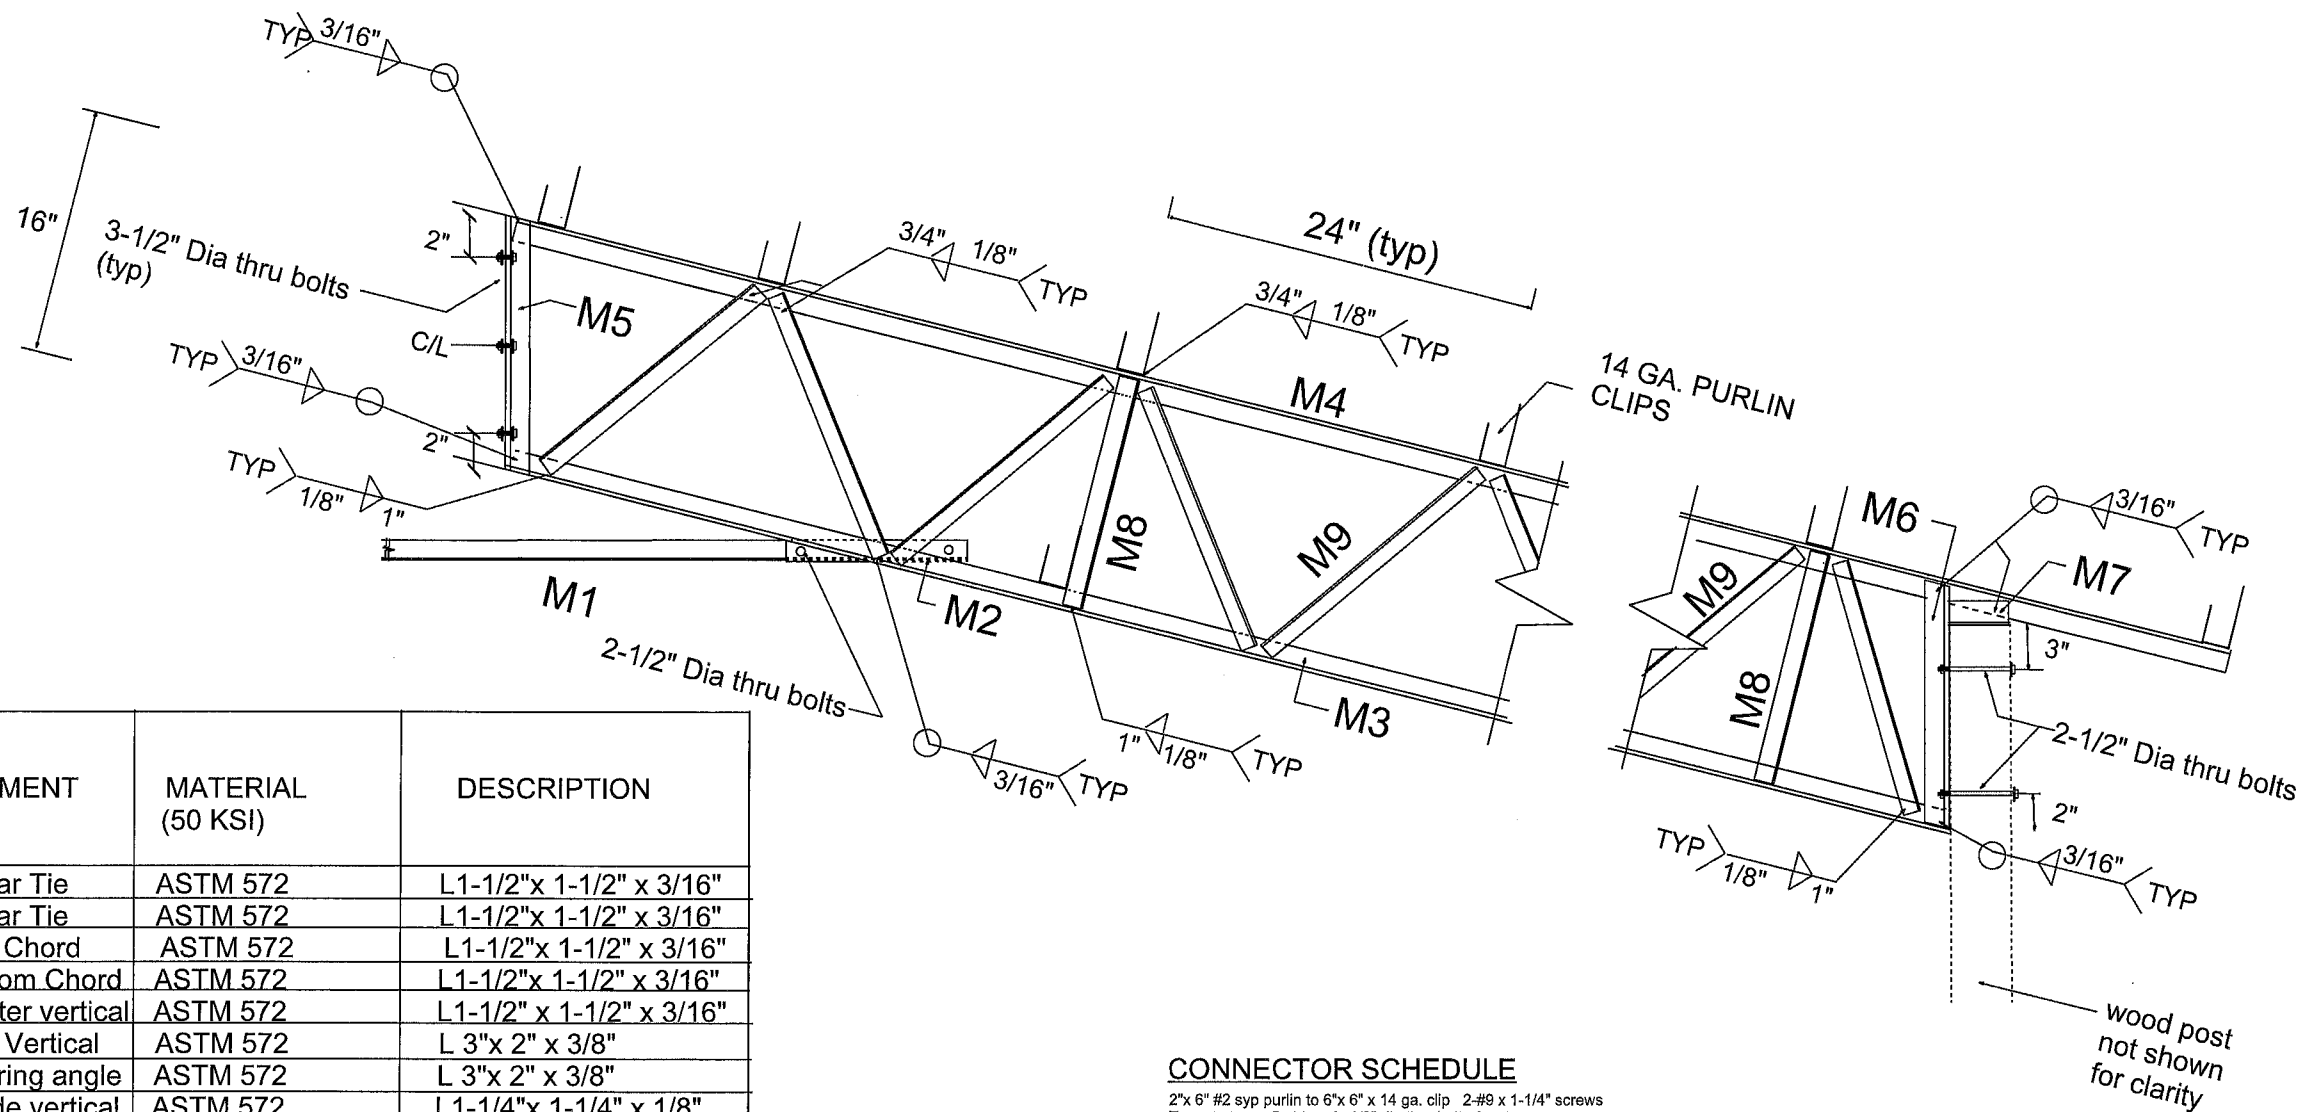 TYP 3/16"
16"
3-1/2" Dia thru bolts
(typ)
2"
C/L
2"
M5
TYP 3/16"
TYP 1/8" 1"
3/4" 1/8" TYP
24" (typ)
3/4" 1/8" TYP
M4
14 GA. PURLIN
CLIPS
M8
M9
M1
M2
2-1/2" Dia thru bolts
M3
3/16" TYP
1" 1/8" TYP
M6
3/16" TYP
M7
M9
M8
3"
2-1/2" Dia thru bolts
2"
TYP 1/8" 1"
3/16" TYP
wood post
not shown
for clarity
MENT MATERIAL DESCRIPTION
(50 KSI)
ar Tie ASTM 572 L1-1/2"x 1-1/2" x 3/16"
ar Tie ASTM 572 L1-1/2"x 1-1/2" x 3/16"
Chord ASTM 572 L1-1/2"x 1-1/2" x 3/16"
om Chord ASTM 572 L1-1/2"x 1-1/2" x 3/16"
ter vertical ASTM 572 L1-1/2" x 1-1/2" x 3/16"
Vertical ASTM 572 L 3"x 2" x 3/8"
ring angle ASTM 572 L 3"x 2" x 3/8"
de vertical ASTM 572 L1-1/4"x 1-1/4" x 1/8"
CONNECTOR SCHEDULE
2"x 6" #2 syp purlin to 6"x 6" x 14 ga. clip 2-#9 x 1-1/4" screws